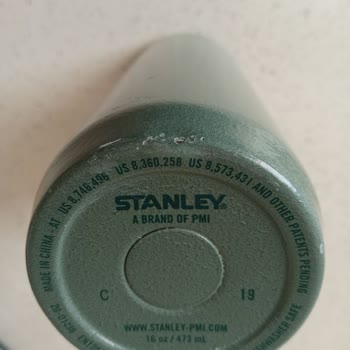 MADE IN CHINA - AT US 8,746,496 US 8,360,258 US 8,573,431 AND OTHER PATENTS PENDING
STANLEY
A BRAND OF PMI
C 19
WWW.STANLEY-PMI.COM
16 oz / 473 mL
SAFE